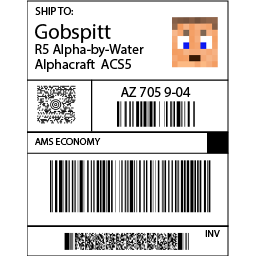 SHIP TO:
Gobspitt
R5 Alpha-by-Water
Alphacraft ACS5
AZ 705 9-04
AMS ECONOMY
INV